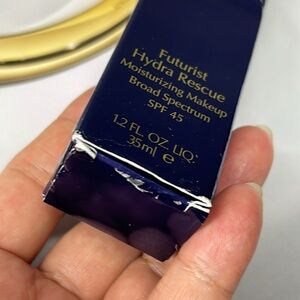 Futurist
Hydra Rescue
Moisturizing Makeup
Broad Spectrum
SPF 45
1.2 FL. OZ. LIQ.
35ml e